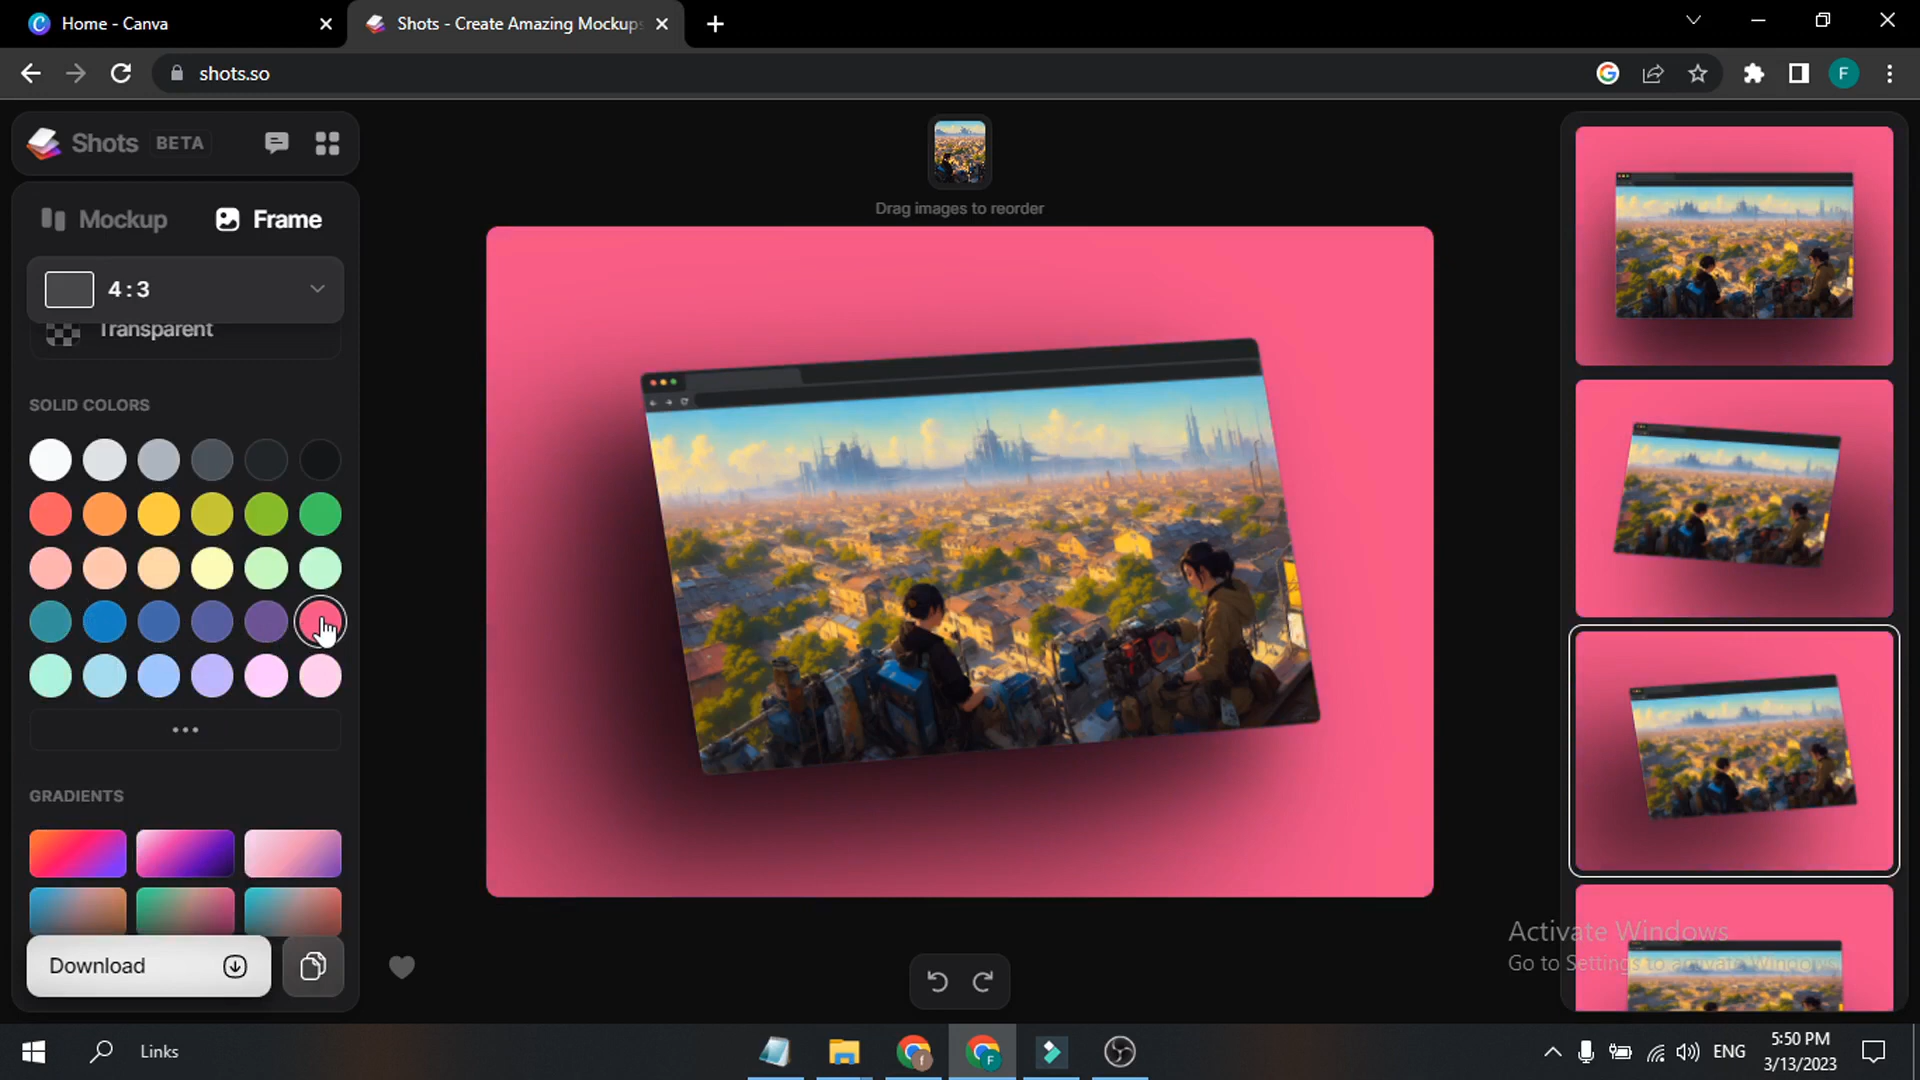 Home - Canva
Shots - Create Amazing Mockups
shots.so
F
Shots BETA
Mockup
Frame
4 : 3
Transparent
SOLID COLORS
GRADIENTS
Download
Drag images to reorder
Activate Windows
Go to Settings to activate Windows.
Links
ENG
5:50 PM
3/13/2023